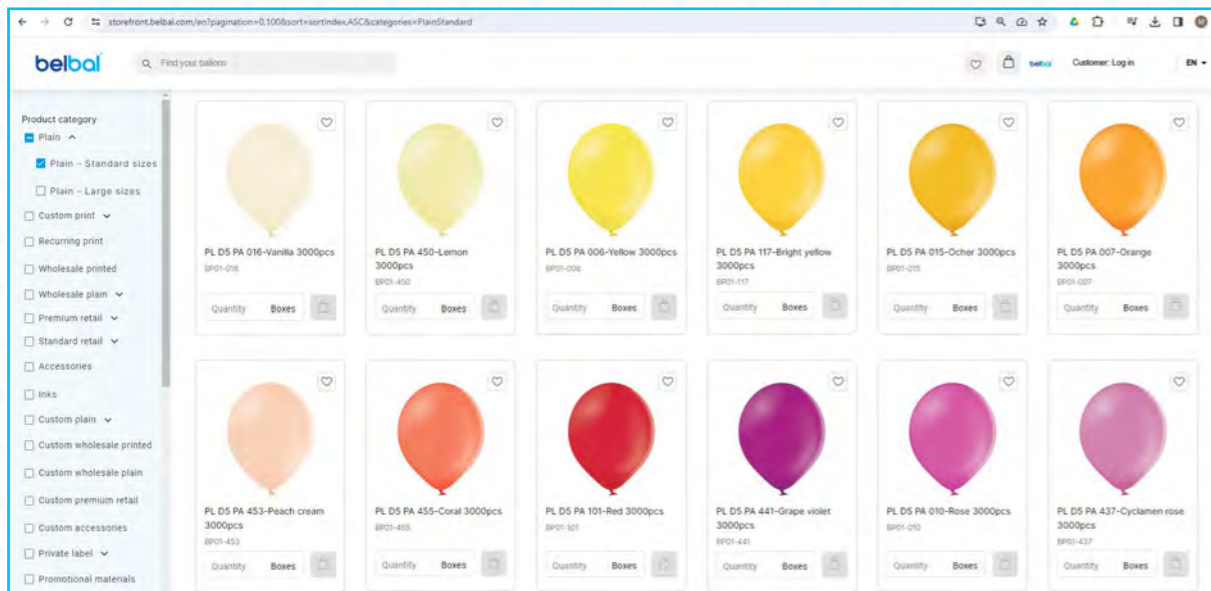 storefront.belbal.com/en?pagination=0.100&sort=sortIndex.ASC&categories=PlainStandard
belbal
Find your ballons
belbal
Customer: Log in
EN
Product category
Plain
Plain - Standard sizes
Plain - Large sizes
Custom print
Recurring print
Wholesale printed
Wholesale plain
Premium retail
Standard retail
Accessories
Inks
Custom plain
Custom wholesale printed
Custom wholesale plain
Custom premium retail
Custom accessories
Private label
Promotional materials
PL D5 PA 016-Vanilla 3000pcs
BP01-016
Quantity Boxes
PL D5 PA 450-Lemon
3000pcs
BP01-450
Quantity Boxes
PL D5 PA 006-Yellow 3000pcs
BP01-006
Quantity Boxes
PL D5 PA 117-Bright yellow
3000pcs
BP01-117
Quantity Boxes
PL D5 PA 015-Ocher 3000pcs
BP01-015
Quantity Boxes
PL D5 PA 007-Orange
3000pcs
BP01-007
Quantity Boxes
PL D5 PA 453-Peach cream
3000pcs
BP01-453
Quantity Boxes
PL D5 PA 455-Coral 3000pcs
BP01-455
Quantity Boxes
PL D5 PA 101-Red 3000pcs
BP01-101
Quantity Boxes
PL D5 PA 441-Grape violet
3000pcs
BP01-441
Quantity Boxes
PL D5 PA 010-Rose 3000pcs
BP01-010
Quantity Boxes
PL D5 PA 437-Cyclamen rose
3000pcs
BP01-437
Quantity Boxes